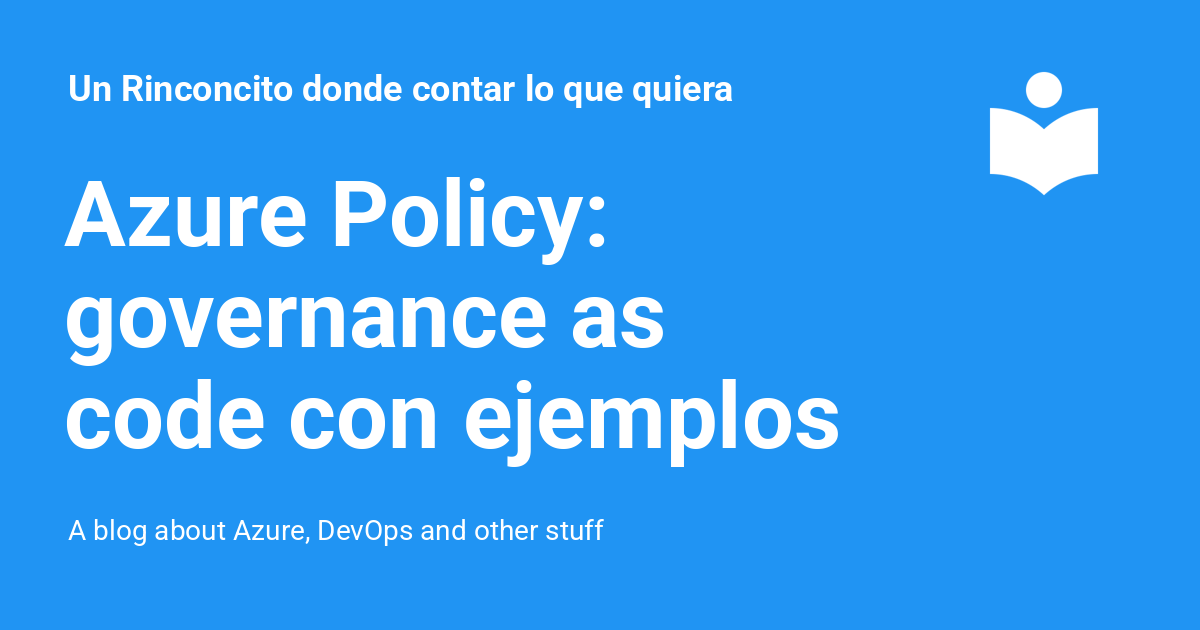 Un Rinconcito donde contar lo que quiera
Azure Policy:
governance as
code con ejemplos
A blog about Azure, DevOps and other stuff